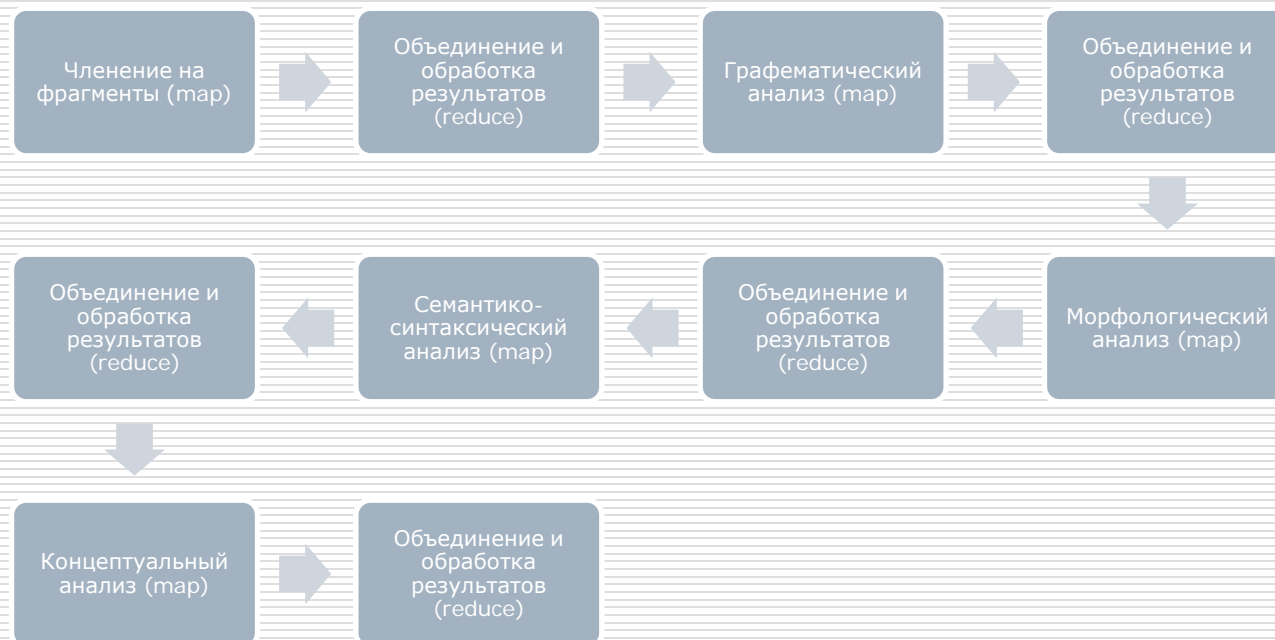 Членение на
фрагменты (map)
Объединение и
обработка
результатов
(reduce)
Графематический
анализ (map)
Объединение и
обработка
результатов
(reduce)
Морфологический
анализ (map)
Объединение и
обработка
результатов
(reduce)
Семантико-
синтаксический
анализ (map)
Объединение и
обработка
результатов
(reduce)
Концептуальный
анализ (map)
Объединение и
обработка
результатов
(reduce)